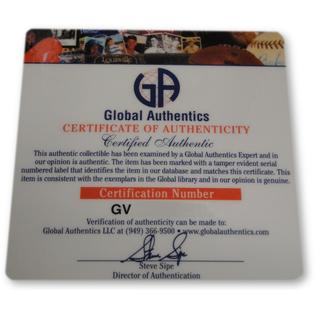 Louisville
GA
Global Authentics
CERTIFICATE OF AUTHENTICITY
Certified Authentic
This authentic collectible has been examined by a Global Authentics Expert and in
our opinion is authentic. The item has been marked with a tamper evident serial
numbered label that identifies the item in our database and matches this certificate. This
item is consistent with the exemplars in the Global library and in our opinion is genuine.
Certification Number
GV
Verification of authenticity can be made to:
Global Authentics LLC at (949) 366-9500 • www.globalauthentics.com
Steve Sipe
Steve Sipe
Director of Authentication